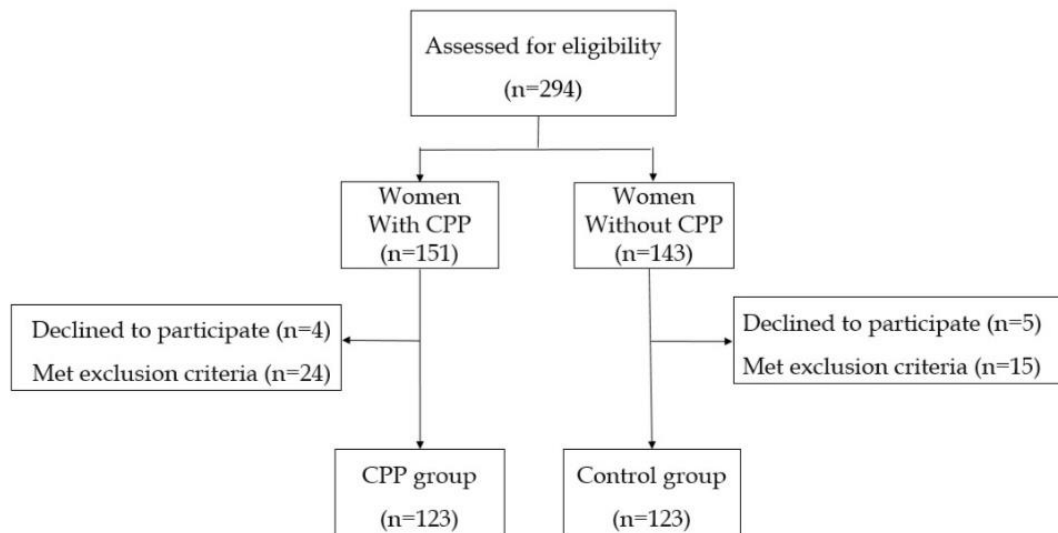 Assessed for eligibility
(n=294)
Women
With CPP
(n=151)
Women
Without CPP
(n=143)
Declined to participate (n=4)
Met exclusion criteria (n=24)
Declined to participate (n=5)
Met exclusion criteria (n=15)
CPP group
(n=123)
Control group
(n=123)